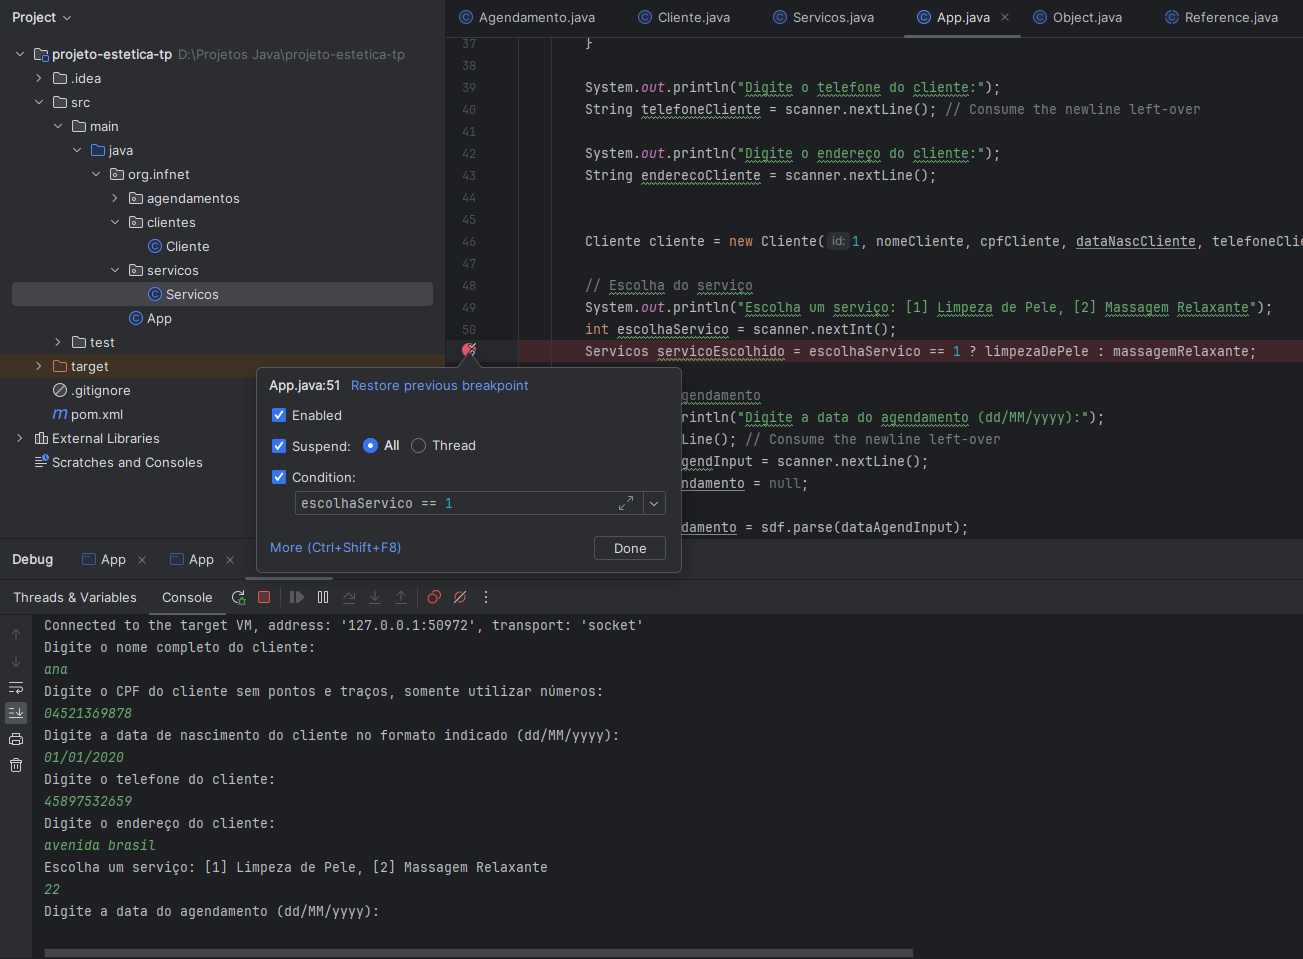 Project
projeto-estetica-tp D:\Projetos Java\projeto-estetica-tp
.idea
src
main
java
org.infnet
agendamentos
clientes
Cliente
servicos
Servicos
App
test
target
.gitignore
pom.xml
External Libraries
Scratches and Consoles
Agendamento.java Cliente.java Servicos.java App.java Object.java Reference.java
37 }
38
39 System.out.println("Digite o telefone do cliente:");
40 String telefoneCliente = scanner.nextLine(); // Consume the newline left-over
41
42 System.out.println("Digite o endereço do cliente:");
43 String enderecoCliente = scanner.nextLine();
44
45
46 Cliente cliente = new Cliente( id: 1, nomeCliente, cpfCliente, dataNascCliente, telefoneClie
47
48 // Escolha do serviço
49 System.out.println("Escolha um serviço: [1] Limpeza de Pele, [2] Massagem Relaxante");
50 int escolhaServico = scanner.nextInt();
Servicos servicoEscolhido = escolhaServico == 1 ? limpezaDePele : massagemRelaxante;
gendamento
rintln("Digite a data do agendamento (dd/MM/yyyy):");
Line(); // Consume the newline left-over
gendInput = scanner.nextLine();
ndamento = null;
damento = sdf.parse(dataAgendInput);
App.java:51 Restore previous breakpoint
Enabled
Suspend: All Thread
Condition:
escolhaServico == 1
More (Ctrl+Shift+F8) Done
Debug App App
Threads & Variables Console
Connected to the target VM, address: '127.0.0.1:50972', transport: 'socket'
Digite o nome completo do cliente:
ana
Digite o CPF do cliente sem pontos e traços, somente utilizar números:
04521369878
Digite a data de nascimento do cliente no formato indicado (dd/MM/yyyy):
01/01/2020
Digite o telefone do cliente:
45897532659
Digite o endereço do cliente:
avenida brasil
Escolha um serviço: [1] Limpeza de Pele, [2] Massagem Relaxante
22
Digite a data do agendamento (dd/MM/yyyy):